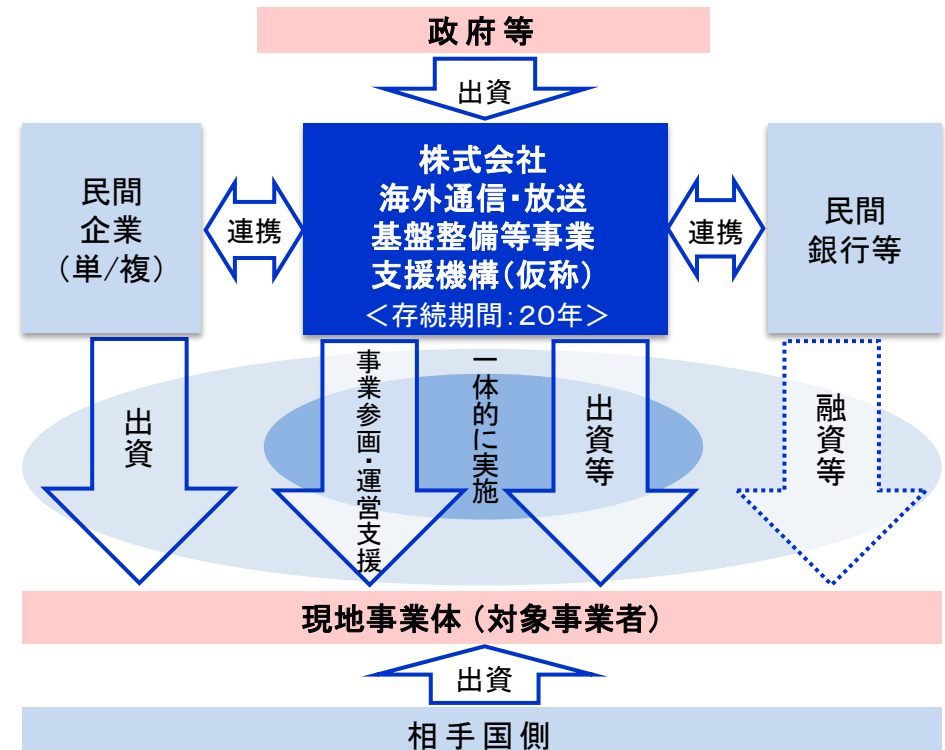 政府等
出資
民間
企業
（単/複）
連携
株式会社
海外通信・放送
基盤整備等事業
支援機構（仮称）
＜存続期間：２０年＞
連携
民間
銀行等
出資
事業参画・運営支援
一体的に実施
出資等
融資等
現地事業体（対象事業者）
出資
相手国側